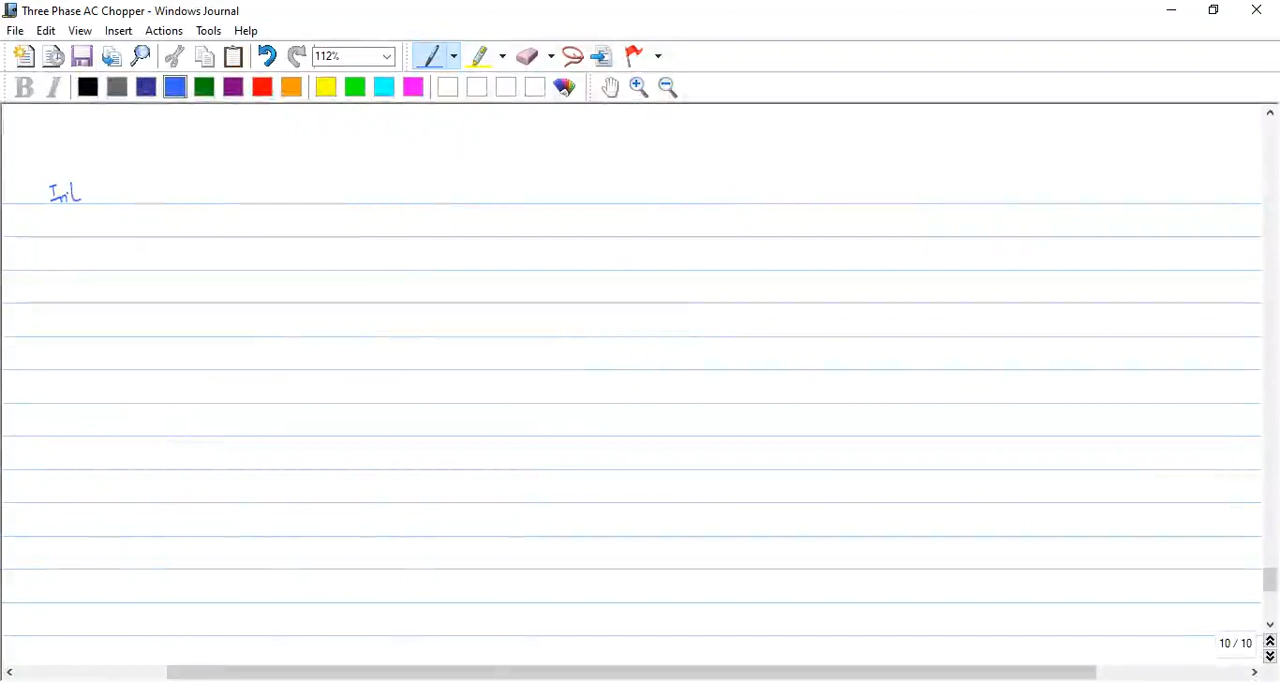 Three Phase AC Chopper - Windows Journal
File Edit View Insert Actions Tools Help
112%
B I
10 / 10